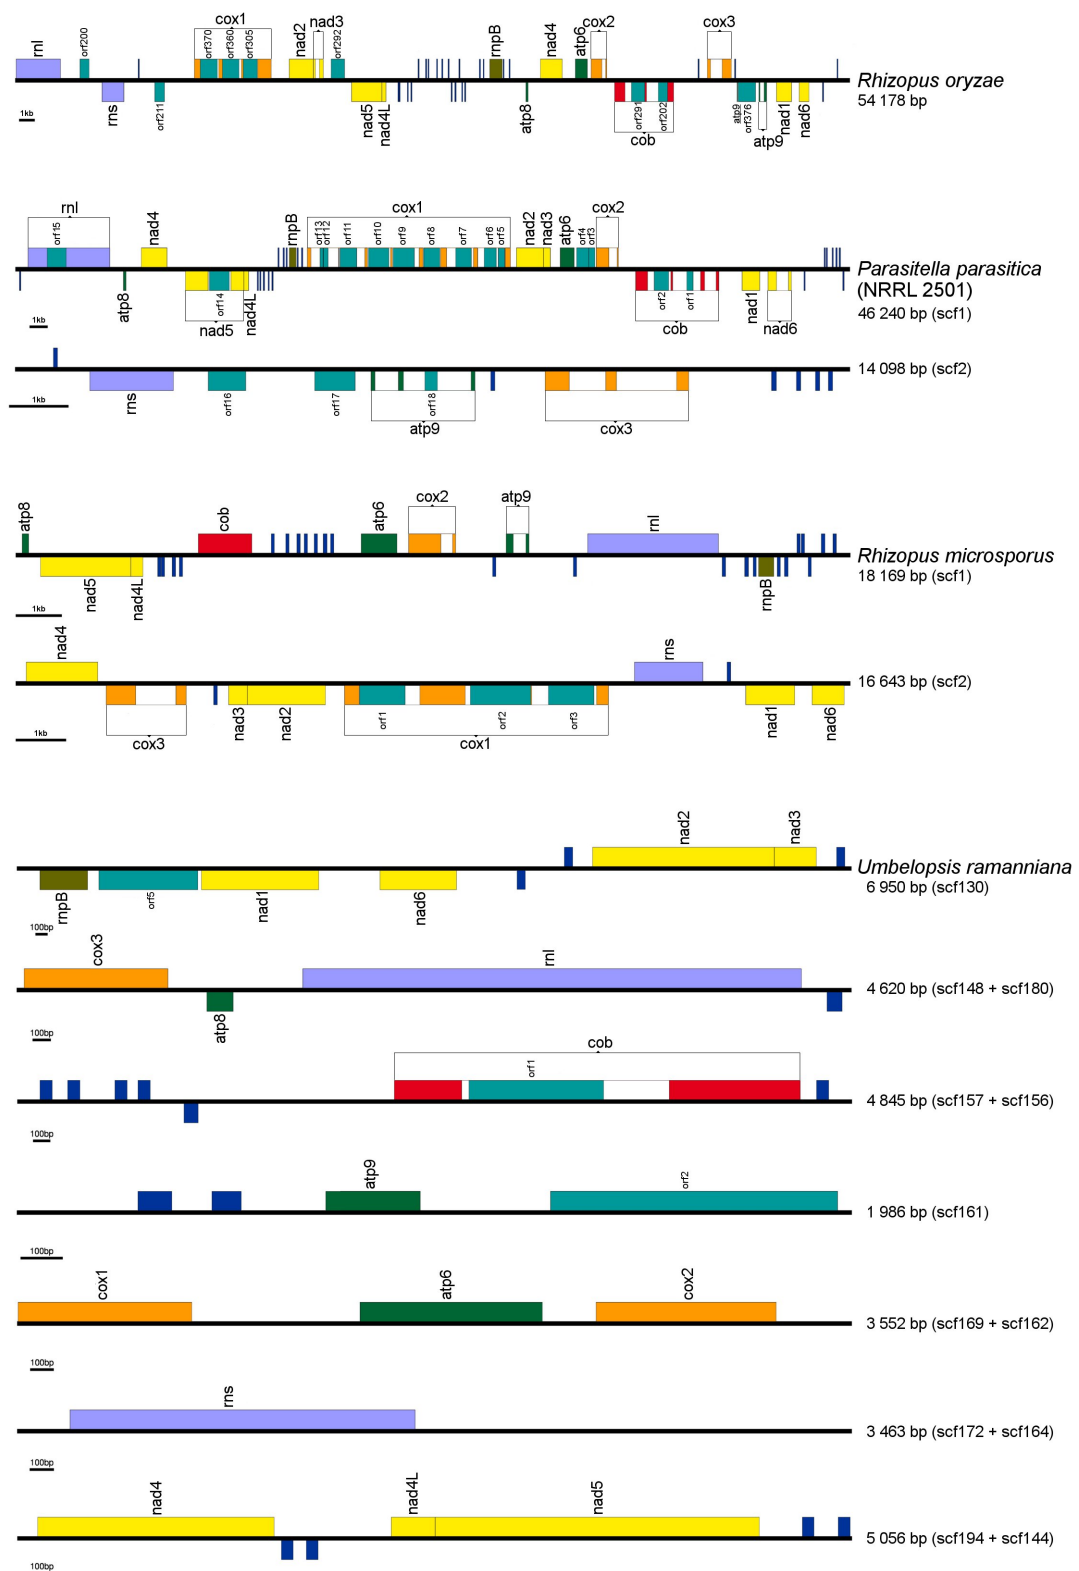 cox1
nad3
rnl
orf200
orf370
orf360
orf305
nad2
orf292
rnpB
nad4
atp6
cox2
cox3
Rhizopus oryzae
54 178 bp
1kb
rns
orf211
nad5
nad4L
atp8
orf291
orf202
cob
atp9
orf376
atp9
nad1
nad6
rnl
orf15
nad4
rnpB
cox1
orf13
orf12
orf11
orf10
orf9
orf8
orf7
orf6
orf5
nad2
nad3
atp6
orf4
orf3
cox2
Parasitella parasitica
(NRRL 2501)
46 240 bp (scf1)
1kb
atp8
orf14
nad5
nad4L
orf2
orf1
cob
nad1
nad6
14 098 bp (scf2)
1kb
rns
orf16
orf17
orf18
atp9
cox3
atp8
cob
atp6
cox2
atp9
rnl
Rhizopus microsporus
18 169 bp (scf1)
1kb
nad5
nad4L
rnpB
nad4
rns
16 643 bp (scf2)
1kb
cox3
nad3
nad2
orf1
orf2
orf3
cox1
nad1
nad6
nad2
nad3
Umbelopsis ramanniana
6 950 bp (scf130)
rnpB
orf5
nad1
nad6
100bp
cox3
rnl
4 620 bp (scf148 + scf180)
atp8
100bp
cob
orf1
4 845 bp (scf157 + scf156)
100bp
atp9
orf2
1 986 bp (scf161)
100bp
cox1
atp6
cox2
3 552 bp (scf169 + scf162)
100bp
rns
3 463 bp (scf172 + scf164)
100bp
nad4
nad4L
nad5
5 056 bp (scf194 + scf144)
100bp